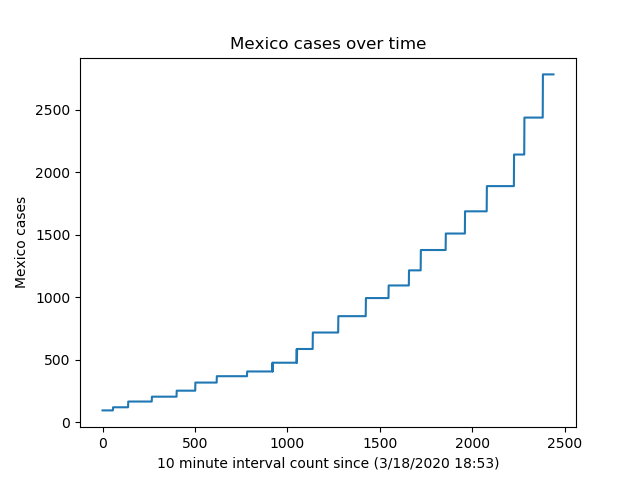 Mexico cases over time
Mexico cases
2500
2000
1500
1000
500
0
0 500 1000 1500 2000 2500
10 minute interval count since (3/18/2020 18:53)